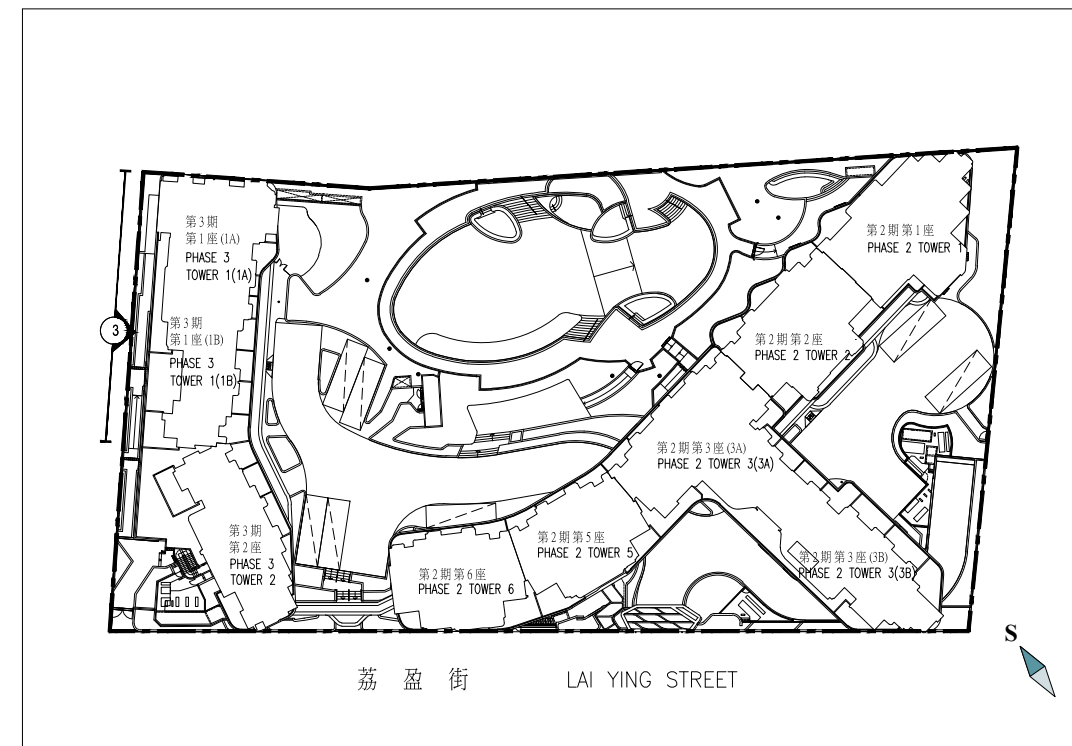 第3期
第1座(1A)
PHASE 3
TOWER 1(1A)
第2期第1座
PHASE 2 TOWER 1
3
第3期
第1座(1B)
PHASE 3
TOWER 1(1B)
第2期第2座
PHASE 2 TOWER 2
第2期第3座(3A)
PHASE 2 TOWER 3(3A)
第3期
第2座
PHASE 3
TOWER 2
第2期第5座
PHASE 2 TOWER 5
第2期第6座
PHASE 2 TOWER 6
第2期第3座(3B)
PHASE 2 TOWER 3(3B)
S
荔盈街 LAI YING STREET